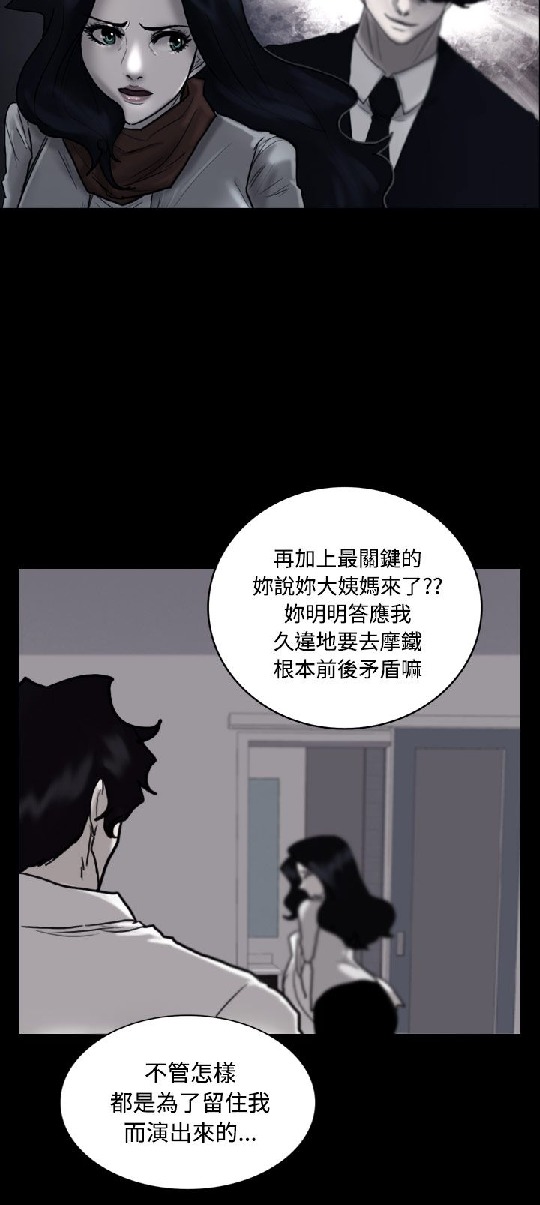 再加上最關鍵的
妳說妳大姨媽來了??
妳明明答應我
久違地要去摩鐵
根本前後矛盾嘛
不管怎樣
都是為了留住我
而演出來的...